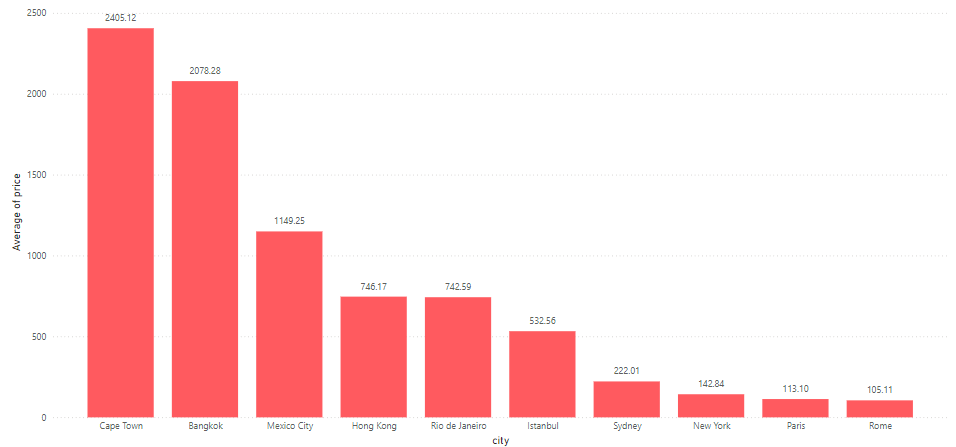 2500
2000
1500
1000
500
0
Average of price
2405.12
2078.28
1149.25
746.17
742.59
532.56
222.01
142.84
113.10
105.11
Cape Town
Bangkok
Mexico City
Hong Kong
Rio de Janeiro
Istanbul
Sydney
New York
Paris
Rome
city